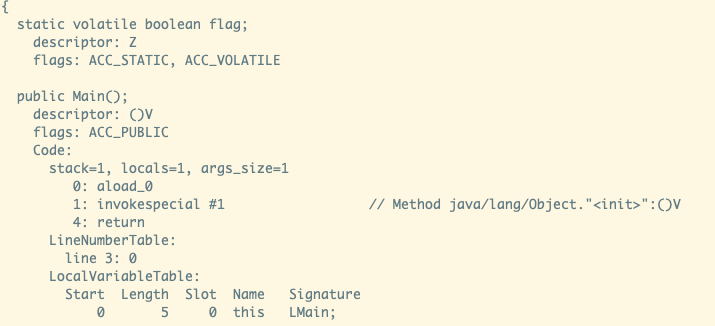 {
  static volatile boolean flag;
    descriptor: Z
    flags: ACC_STATIC, ACC_VOLATILE

  public Main();
    descriptor: ()V
    flags: ACC_PUBLIC
    Code:
      stack=1, locals=1, args_size=1
         0: aload_0
         1: invokespecial #1                  // Method java/lang/Object."<init>":()V
         4: return
      LineNumberTable:
        line 3: 0
      LocalVariableTable:
        Start  Length  Slot  Name   Signature
            0       5     0  this   LMain;